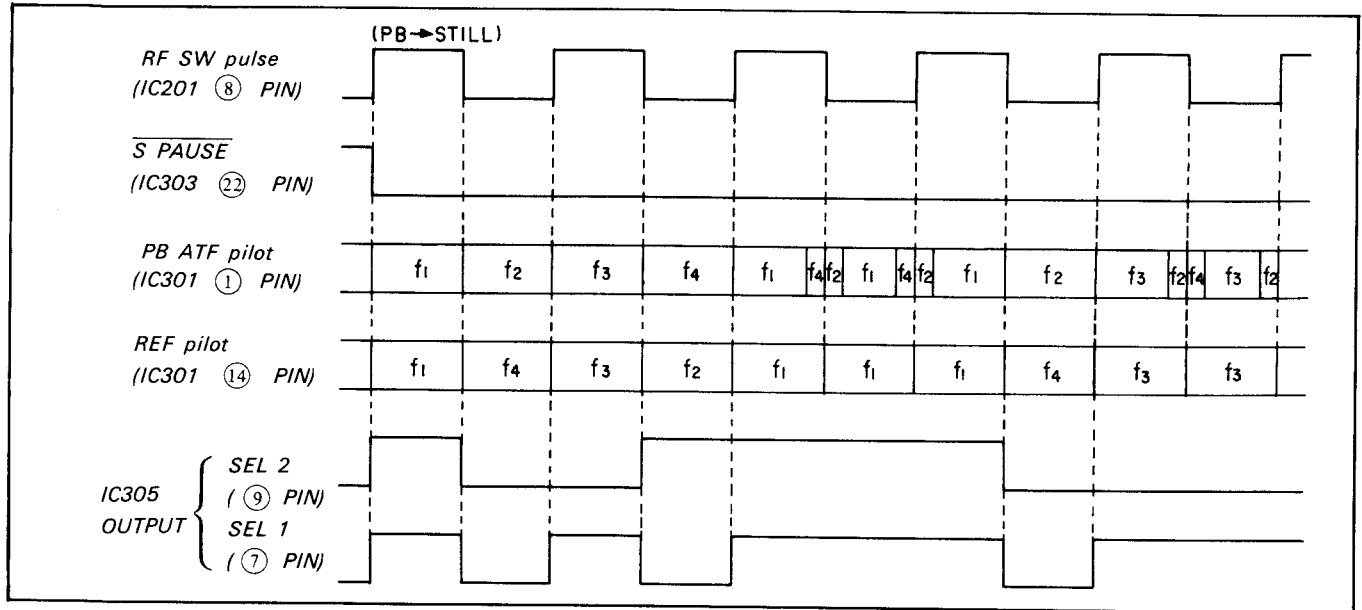 (PB→STILL)
RF SW pulse
(IC201 ⑧ PIN)
S PAUSE
(IC303 ㉒ PIN)
PB ATF pilot
(IC301 ① PIN)
f1 f2 f3 f4 f1 f4 f2 f1 f4 f2 f1 f2 f3 f2 f4 f3 f2
REF pilot
(IC301 ⑭ PIN)
f1 f4 f3 f2 f1 f1 f1 f4 f3 f3
IC305
OUTPUT
SEL 2
(⑨ PIN)
SEL 1
(⑦ PIN)